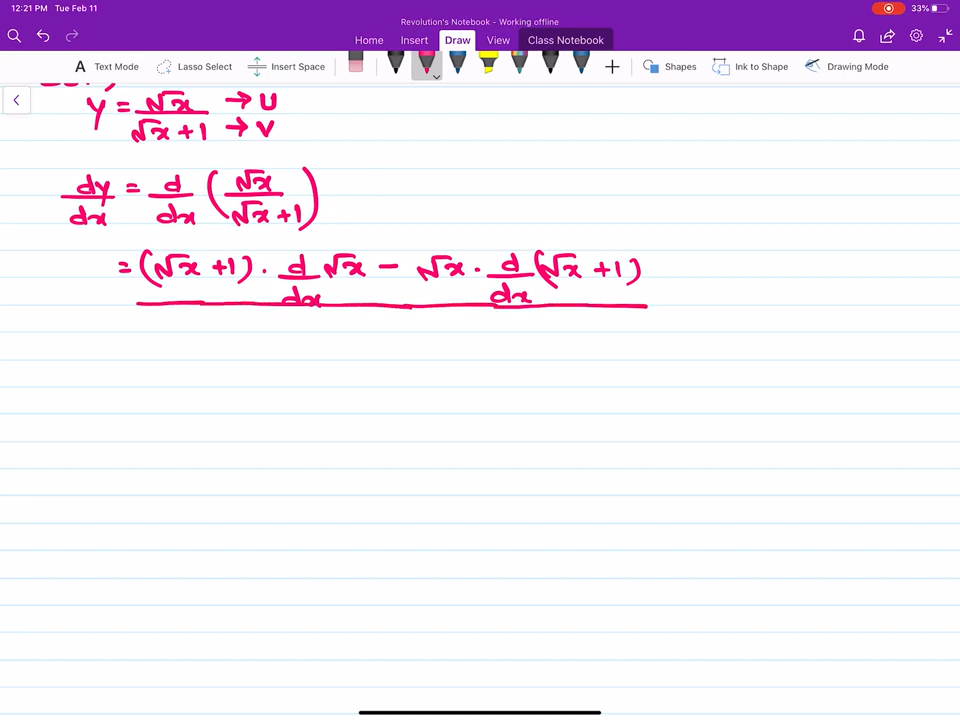 12:21 PM Tue Feb 11
33%
Revolution's Notebook - Working offline
Home Insert Draw View Class Notebook
A Text Mode Lasso Select Insert Space Shapes Ink to Shape Drawing Mode
y = √x / (√x + 1) → U → V
dy/dx = d/dx (√x / (√x + 1))
= (√x + 1) · d/dx √x − √x · d/dx (√x + 1)